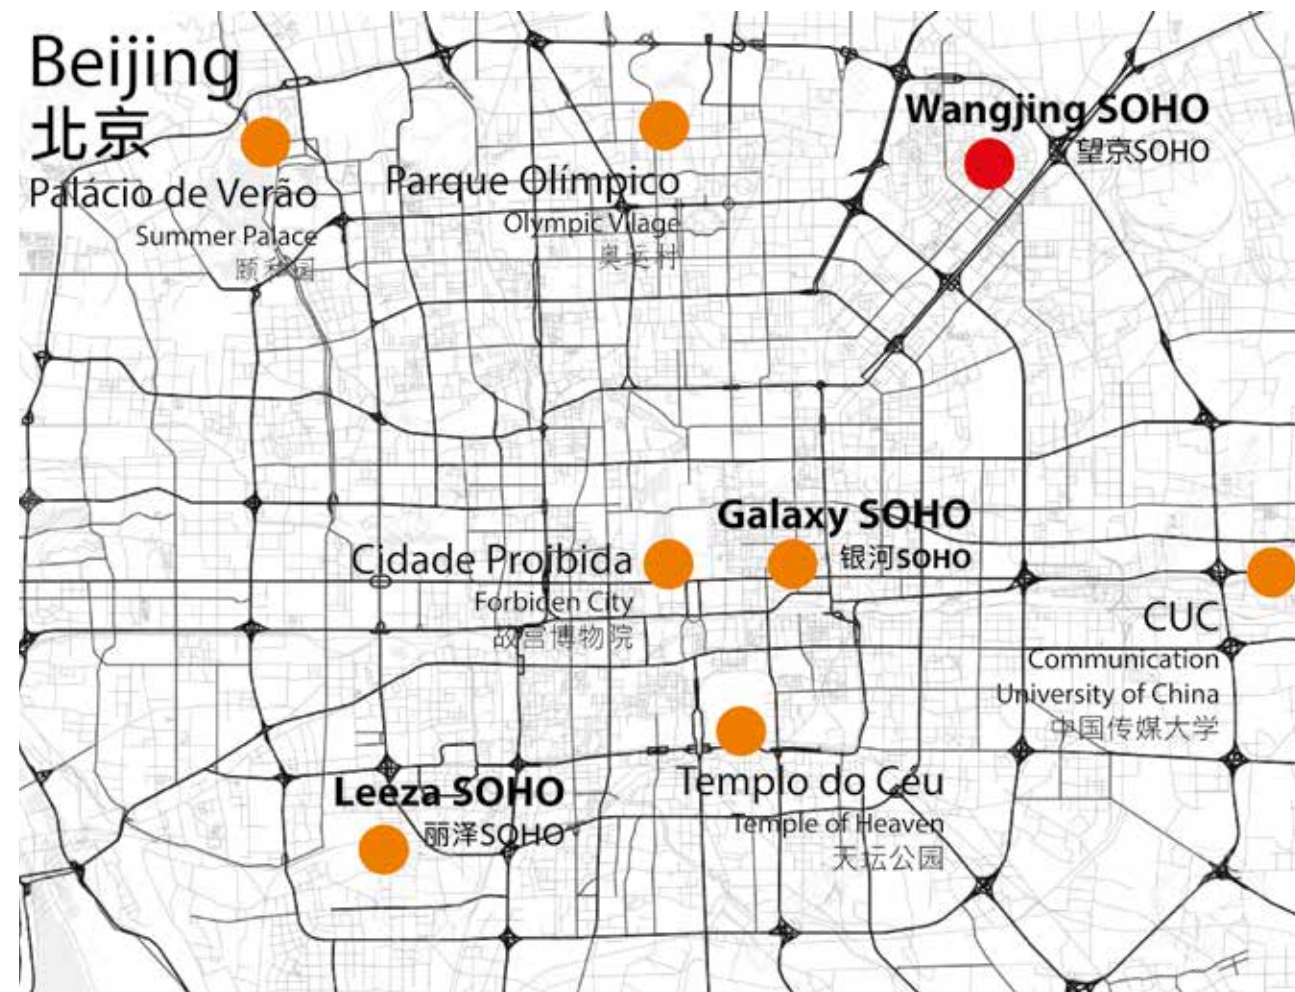 Beijing
北京
Palácio de Verão
Summer Palace
颐和园
Parque Olímpico
Olympic Vilage
奥运村
Wangjing SOHO
望京SOHO
Galaxy SOHO
银河SOHO
Cidade Proibida
Forbiden City
故宫博物院
CUC
Communication
University of China
中国传媒大学
Leeza SOHO
丽泽SOHO
Templo do Céu
Temple of Heaven
天坛公园